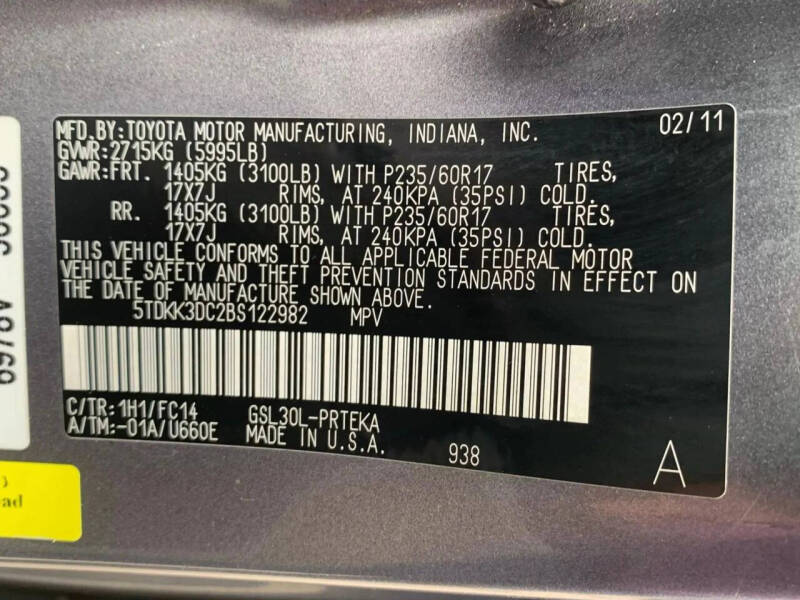 MFD.BY:TOYOTA MOTOR MANUFACTURING, INDIANA, INC. 02/11
GVWR:2715KG (5995LB)
GAWR:FRT. 1405KG (3100LB) WITH P235/60R17 TIRES,
17X7J RIMS, AT 240KPA (35PSI) COLD.
RR. 1405KG (3100LB) WITH P235/60R17 TIRES,
17X7J RIMS, AT 240KPA (35PSI) COLD.
THIS VEHICLE CONFORMS TO ALL APPLICABLE FEDERAL MOTOR
VEHICLE SAFETY AND THEFT PREVENTION STANDARDS IN EFFECT ON
THE DATE OF MANUFACTURE SHOWN ABOVE.
5TDKK3DC2BS122982 MPV
C/TR:1H1/FC14 GSL30L-PRTEKA
A/TM:-01A/U660E MADE IN U.S.A. 938 A
ad